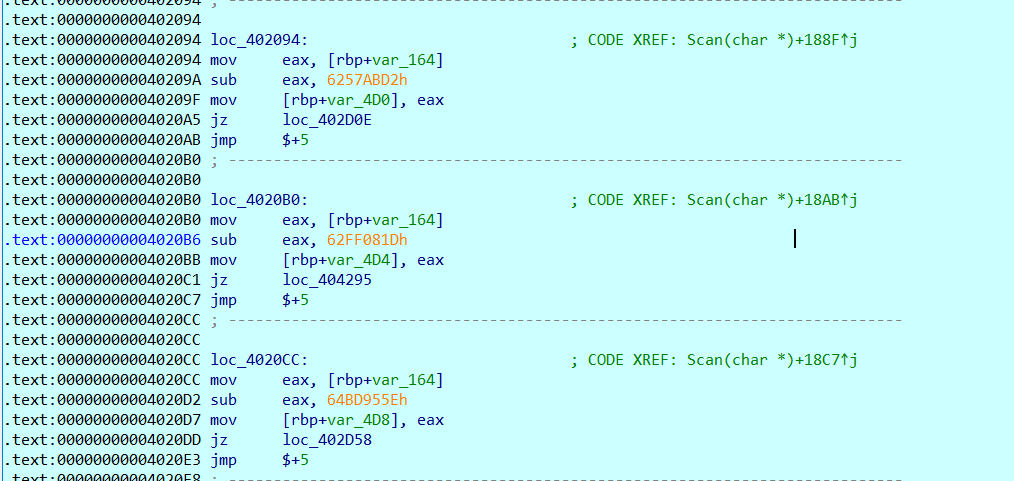 .text:0000000000402094 ; ---------------------------------------------------------------------------
.text:0000000000402094
.text:0000000000402094 loc_402094: ; CODE XREF: Scan(char *)+188F↑j
.text:0000000000402094 mov eax, [rbp+var_164]
.text:000000000040209A sub eax, 6257ABD2h
.text:000000000040209F mov [rbp+var_4D0], eax
.text:00000000004020A5 jz loc_402D0E
.text:00000000004020AB jmp $+5
.text:00000000004020B0 ; ---------------------------------------------------------------------------
.text:00000000004020B0
.text:00000000004020B0 loc_4020B0: ; CODE XREF: Scan(char *)+18AB↑j
.text:00000000004020B0 mov eax, [rbp+var_164]
.text:00000000004020B6 sub eax, 62FF081Dh
.text:00000000004020BB mov [rbp+var_4D4], eax
.text:00000000004020C1 jz loc_404295
.text:00000000004020C7 jmp $+5
.text:00000000004020CC ; ---------------------------------------------------------------------------
.text:00000000004020CC
.text:00000000004020CC loc_4020CC: ; CODE XREF: Scan(char *)+18C7↑j
.text:00000000004020CC mov eax, [rbp+var_164]
.text:00000000004020D2 sub eax, 64BD955Eh
.text:00000000004020D7 mov [rbp+var_4D8], eax
.text:00000000004020DD jz loc_402D58
.text:00000000004020E3 jmp $+5
.text:00000000004020E8 ; ---------------------------------------------------------------------------